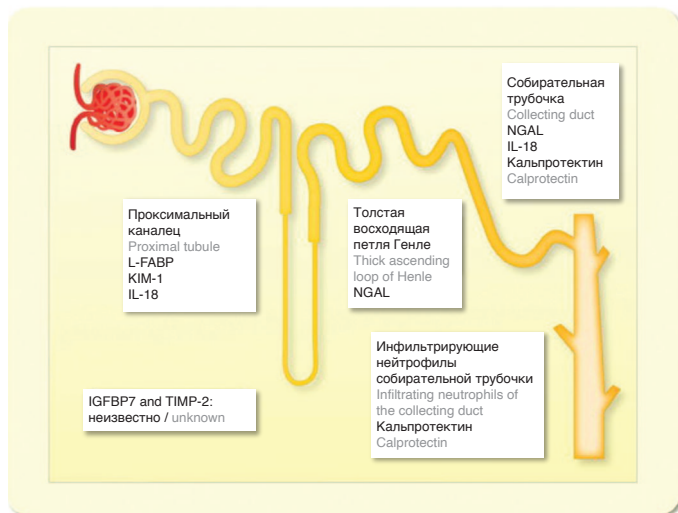 Собирательная
трубочка
Collecting duct
NGAL
IL-18
Кальпротектин
Calprotectin
Проксимальный
каналец
Proximal tubule
L-FABP
KIM-1
IL-18
Толстая
восходящая
петля Генле
Thick ascending
loop of Henle
NGAL
Инфильтрирующие
нейтрофилы
собирательной трубочки
Infiltrating neutrophils of
the collecting duct
Кальпротектин
Calprotectin
IGFBP7 and TIMP-2:
неизвестно / unknown